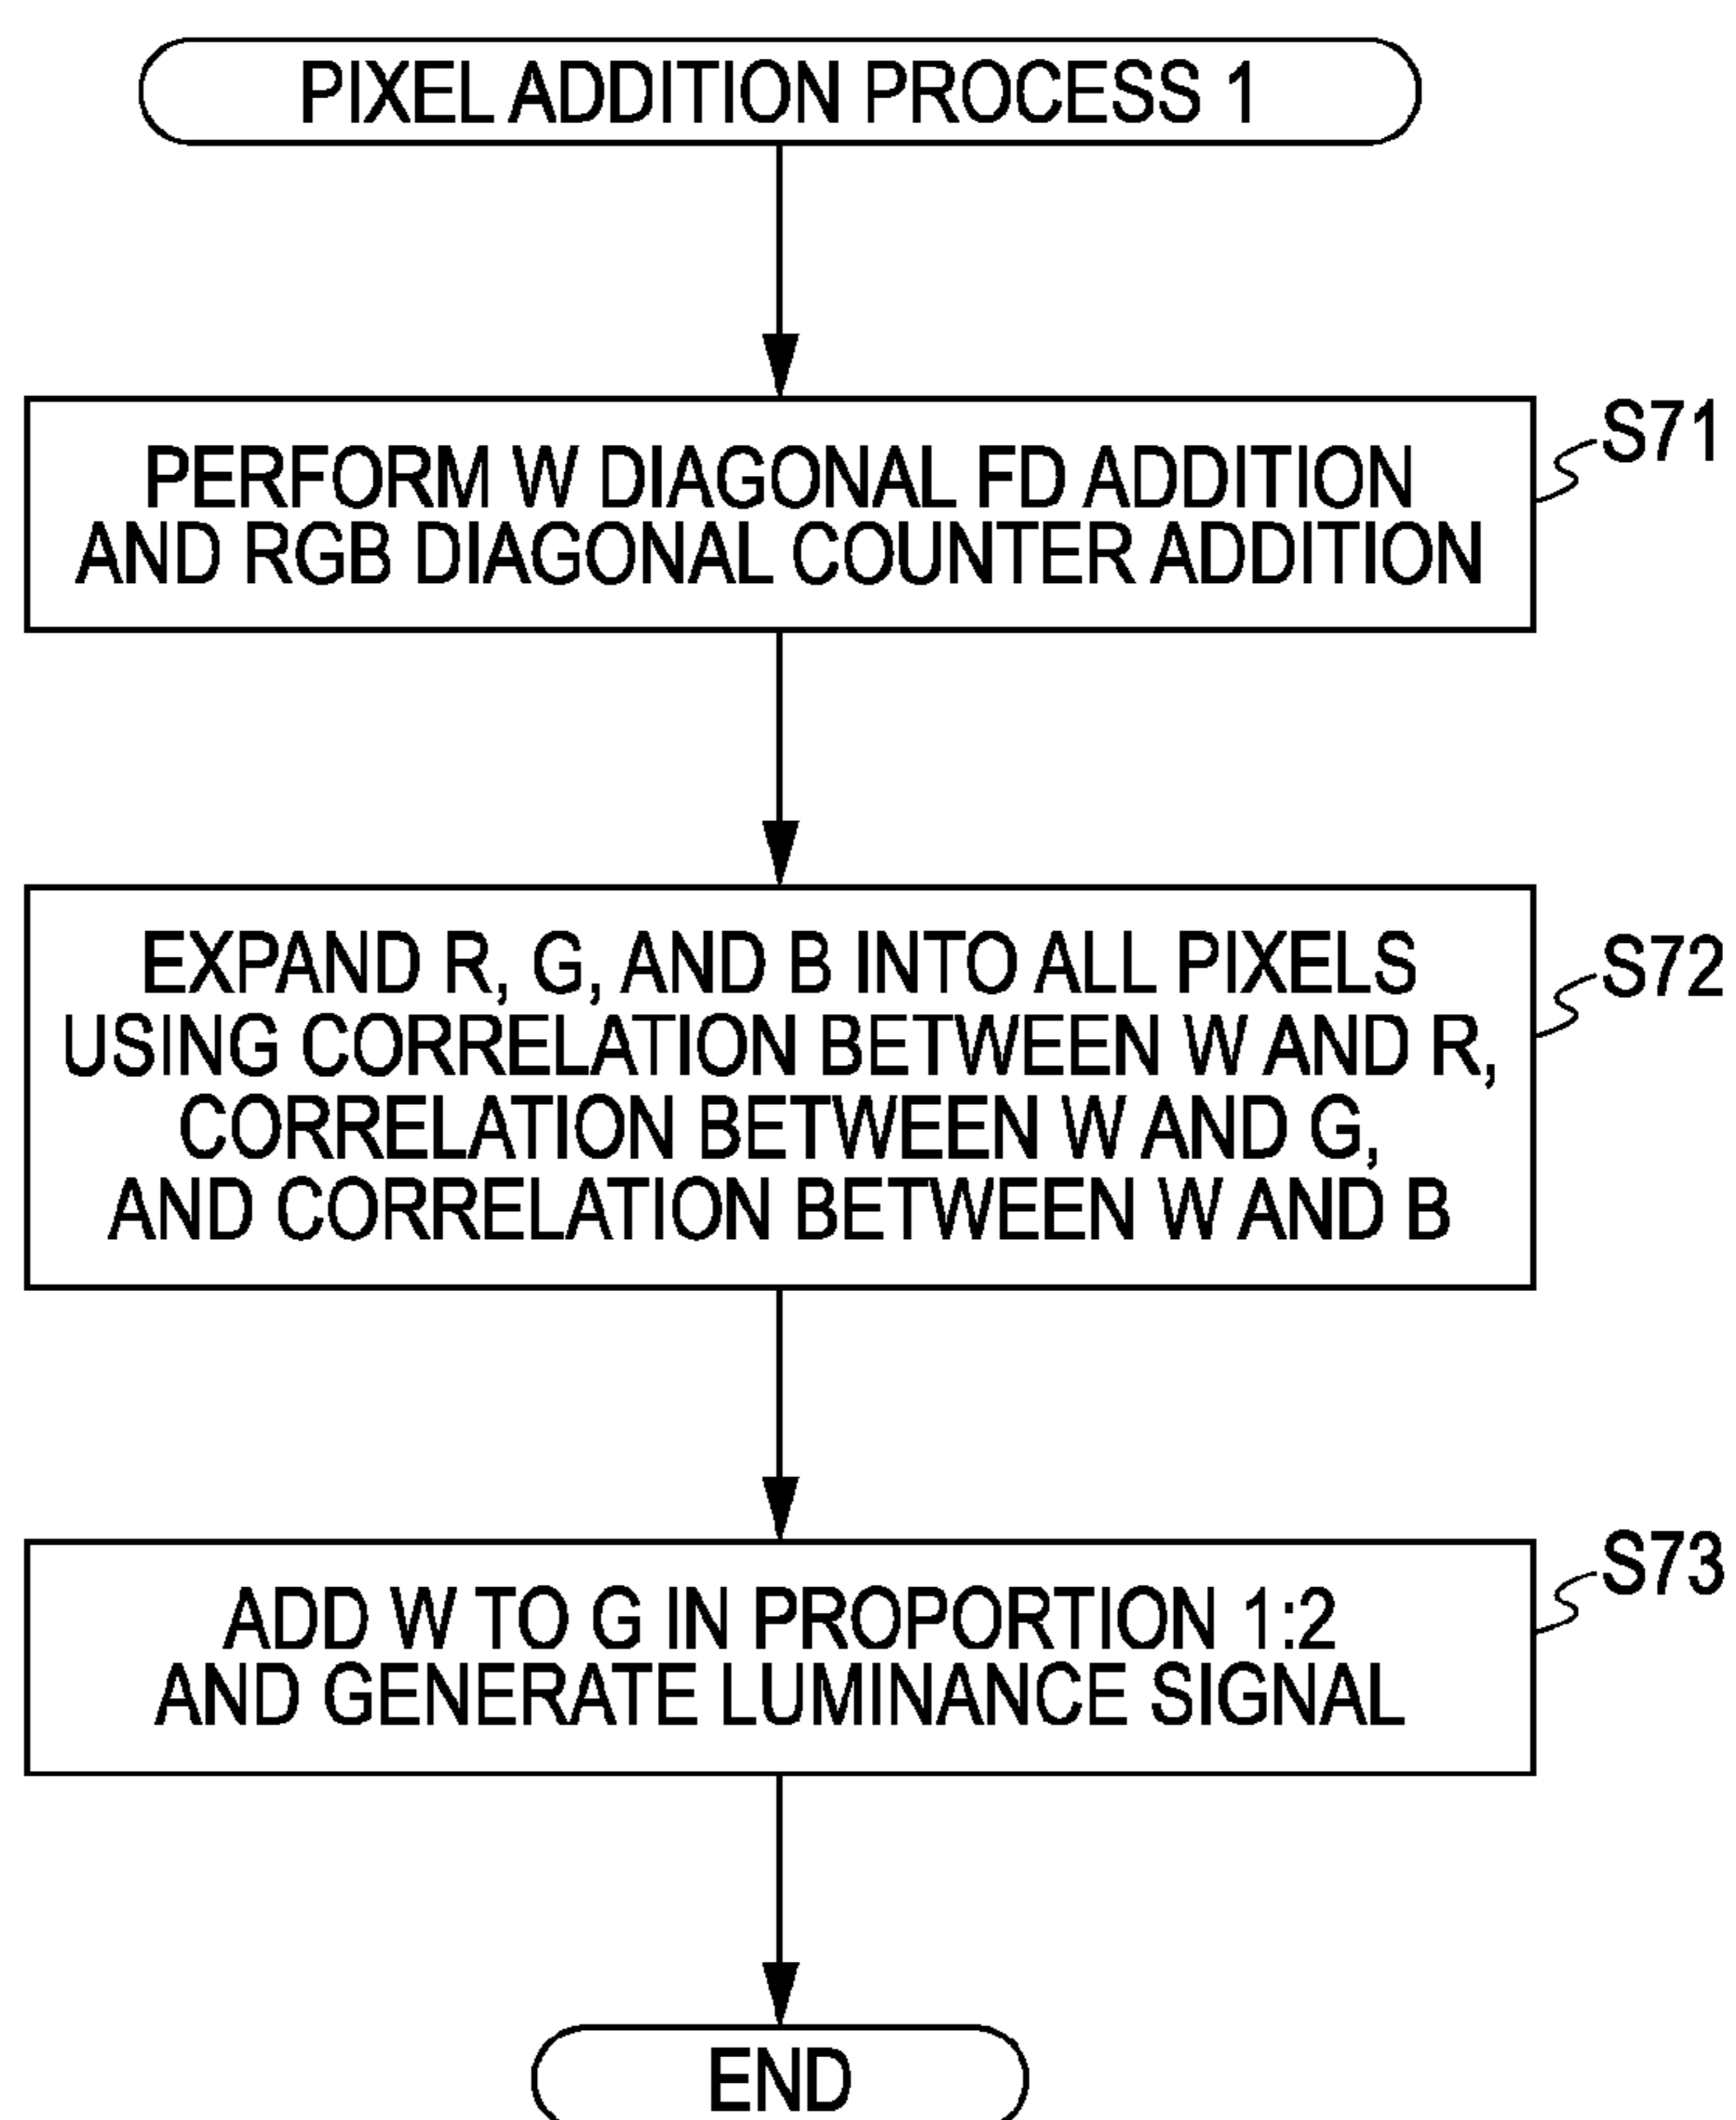 PIXEL ADDITION PROCESS 1
PERFORM W DIAGONAL FD ADDITION
AND RGB DIAGONAL COUNTER ADDITION
S71
EXPAND R, G, AND B INTO ALL PIXELS
USING CORRELATION BETWEEN W AND R,
CORRELATION BETWEEN W AND G,
AND CORRELATION BETWEEN W AND B
S72
ADD W TO G IN PROPORTION 1:2
AND GENERATE LUMINANCE SIGNAL
S73
END